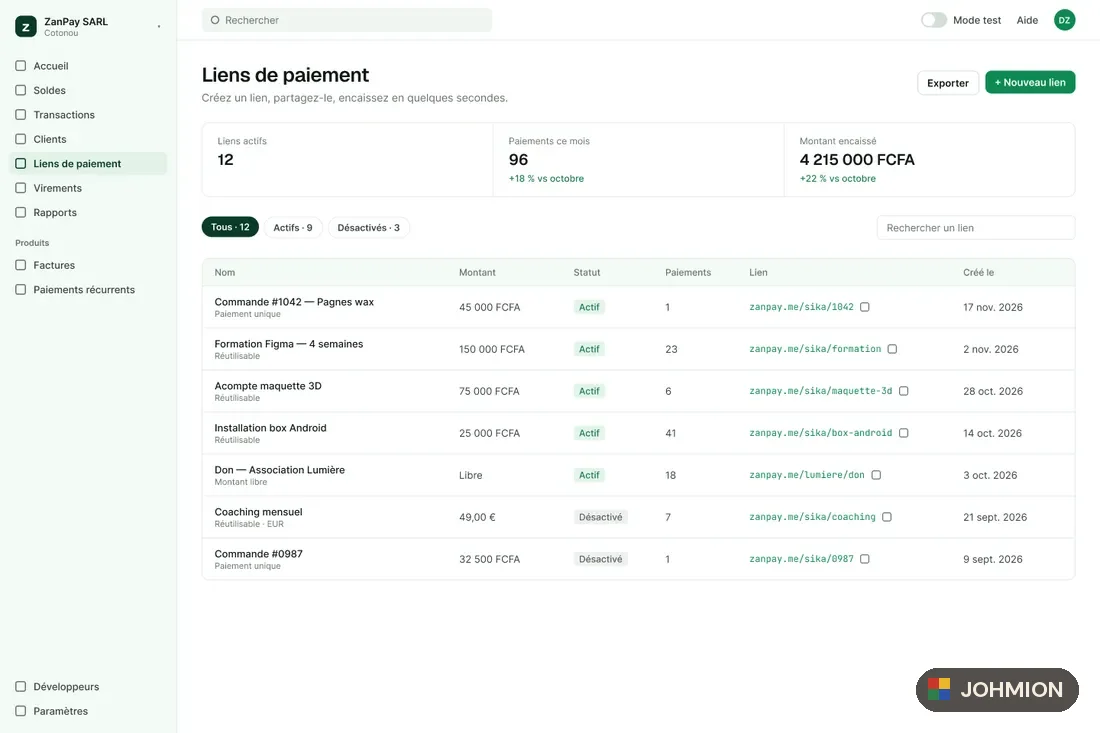 z
ZanPay SARL
Cotonou
Rechercher
Mode test
Aide
DZ
Accueil
Soldes
Transactions
Clients
Liens de paiement
Virements
Rapports
Produits
Factures
Paiements récurrents
Développeurs
Paramètres
Liens de paiement
Créez un lien, partagez-le, encaissez en quelques secondes.
Exporter
+ Nouveau lien
Liens actifs
12
Paiements ce mois
96
+18 % vs octobre
Montant encaissé
4 215 000 FCFA
+22 % vs octobre
Tous · 12
Actifs · 9
Désactivés · 3
Rechercher un lien
Nom Montant Statut Paiements Lien Créé le
Commande #1042 — Pagnes wax
Paiement unique
45 000 FCFA Actif 1 zanpay.me/sika/1042 17 nov. 2026
Formation Figma — 4 semaines
Réutilisable
150 000 FCFA Actif 23 zanpay.me/sika/formation 2 nov. 2026
Acompte maquette 3D
Réutilisable
75 000 FCFA Actif 6 zanpay.me/sika/maquette-3d 28 oct. 2026
Installation box Android
Réutilisable
25 000 FCFA Actif 41 zanpay.me/sika/box-android 14 oct. 2026
Don — Association Lumière
Montant libre
Libre Actif 18 zanpay.me/lumiere/don 3 oct. 2026
Coaching mensuel
Réutilisable · EUR
49,00 € Désactivé 7 zanpay.me/sika/coaching 21 sept. 2026
Commande #0987
Paiement unique
32 500 FCFA Désactivé 1 zanpay.me/sika/0987 9 sept. 2026
JOHMION